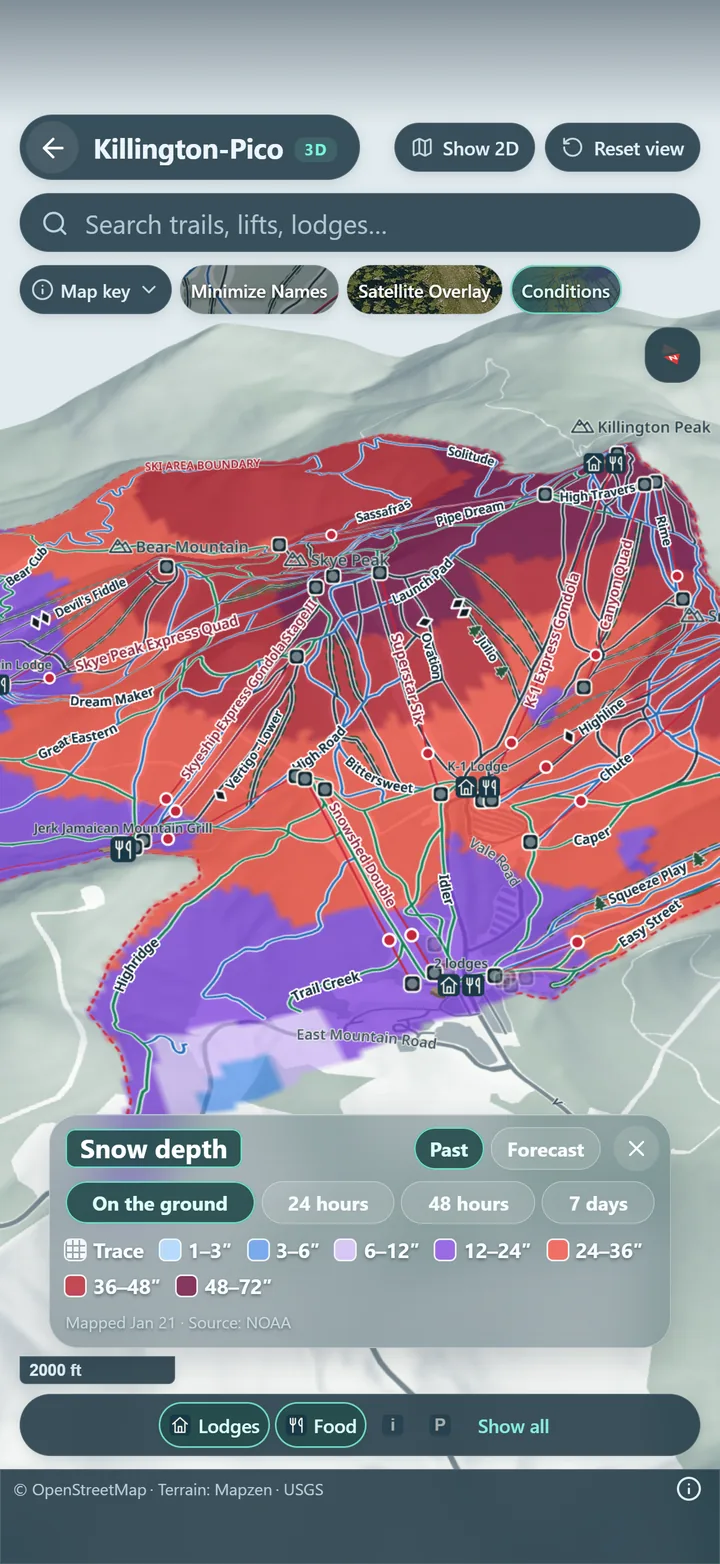 Killington-Pico 3D
Show 2D
Reset view
Search trails, lifts, lodges...
Map key
Minimize Names
Satellite Overlay
Conditions
Killington Peak
Solitude
SKI AREA BOUNDARY
High Travers
Sassafras
Pipe Dream
Rime
Bear Mountain
Skye Peak
Bear Cub
Devil's Fiddle
Launch Pad
Canyon Quad
Skye Peak Express Quad
Ovation
Julio
K-1 Express Gondola
in Lodge
Dream Maker
Skyeship Express Gondola Stage II
Superstar Six
Great Eastern
Highline
Vertigo - Lower
High Road
Bittersweet
K-1 Lodge
Chute
Jerk Jamaican Mountain Grill
Snowshed Double
Vale Road
Caper
Idler
Squeeze Play
Easy Street
Highridge
2 lodges
Trail Creek
East Mountain Road
Snow depth
Past
Forecast
On the ground
24 hours
48 hours
7 days
Trace
1–3″
3–6″
6–12″
12–24″
24–36″
36–48″
48–72″
Mapped Jan 21 · Source: NOAA
2000 ft
Lodges
Food
i
P
Show all
© OpenStreetMap · Terrain: Mapzen · USGS